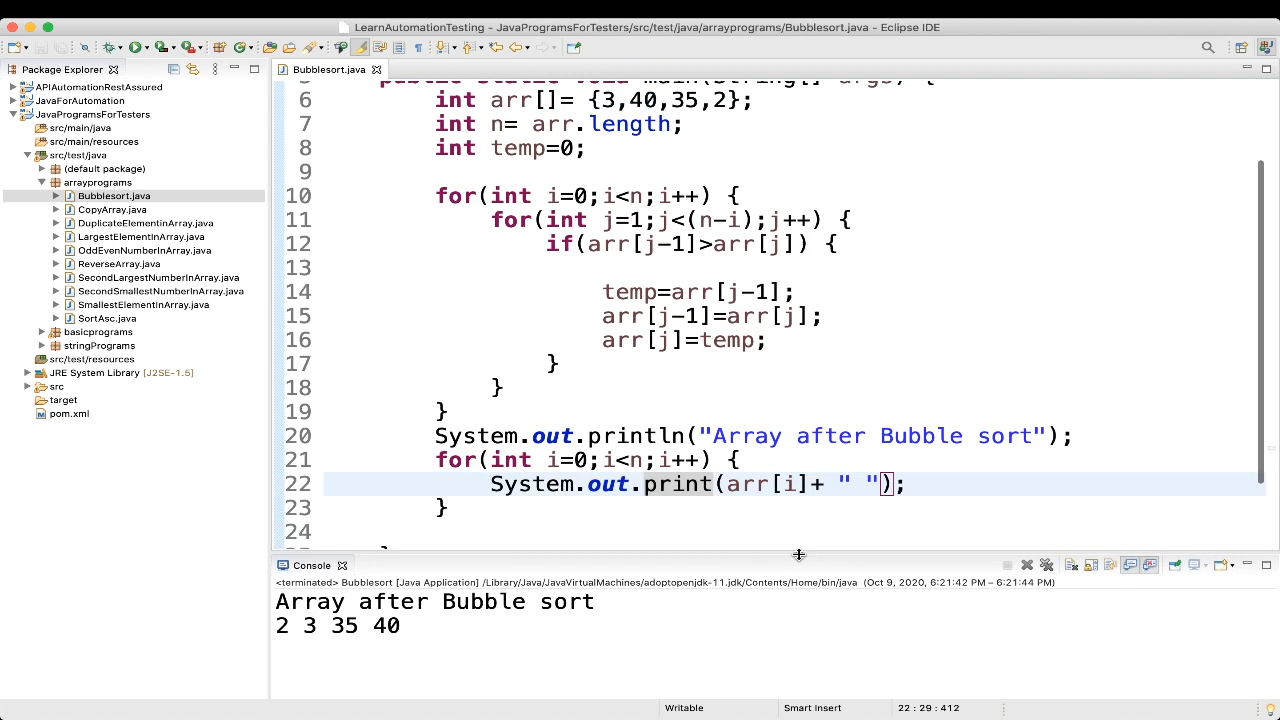 LearnAutomationTesting - JavaProgramsForTesters/src/test/java/arrayprograms/Bubblesort.java - Eclipse IDE
Package Explorer
APIAutomationRestAssured
JavaForAutomation
JavaProgramsForTesters
src/main/java
src/main/resources
src/test/java
(default package)
arrayprograms
Bubblesort.java
CopyArray.java
DuplicateElementinArray.java
LargestElementInArray.java
OddEvenNumberInArray.java
ReverseArray.java
SecondLargestNumberInArray.java
SecondSmallestNumberInArray.java
SmallestElementInArray.java
SortAsc.java
basicprograms
stringPrograms
src/test/resources
JRE System Library [J2SE-1.5]
src
target
pom.xml
Bubblesort.java
5 public static void main(String[] args) {
6 int arr[]= {3,40,35,2};
7 int n= arr.length;
8 int temp=0;
9
10 for(int i=0;i<n;i++) {
11 for(int j=1;j<(n-i);j++) {
12 if(arr[j-1]>arr[j]) {
13
14 temp=arr[j-1];
15 arr[j-1]=arr[j];
16 arr[j]=temp;
17 }
18 }
19 }
20 System.out.println("Array after Bubble sort");
21 for(int i=0;i<n;i++) {
22 System.out.print(arr[i]+ " ");
23 }
24
Console
<terminated> Bubblesort [Java Application] /Library/Java/JavaVirtualMachines/adoptopenjdk-11.jdk/Contents/Home/bin/java (Oct 9, 2020, 6:21:42 PM – 6:21:44 PM)
Array after Bubble sort
2 3 35 40
Writable
Smart Insert
22 : 29 : 412